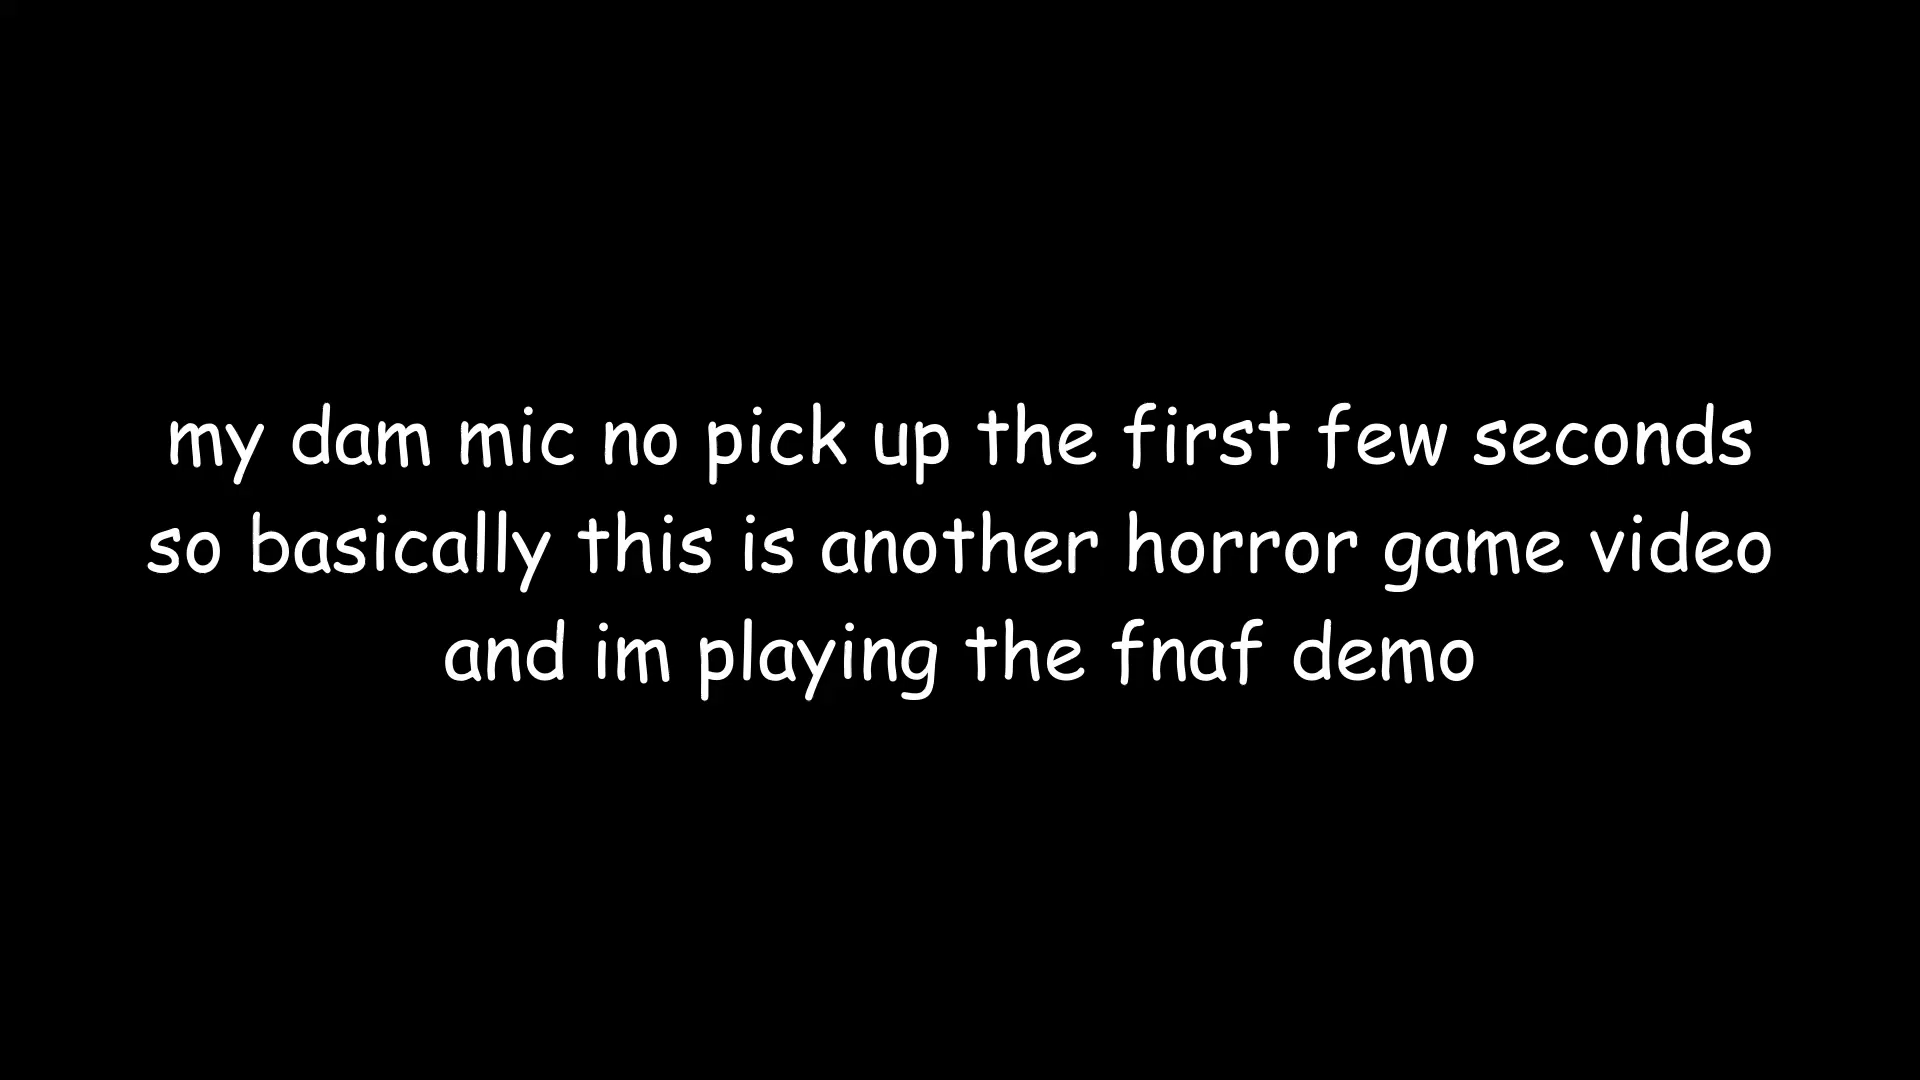 my dam mic no pick up the first few seconds
so basically this is another horror game video
and im playing the fnaf demo